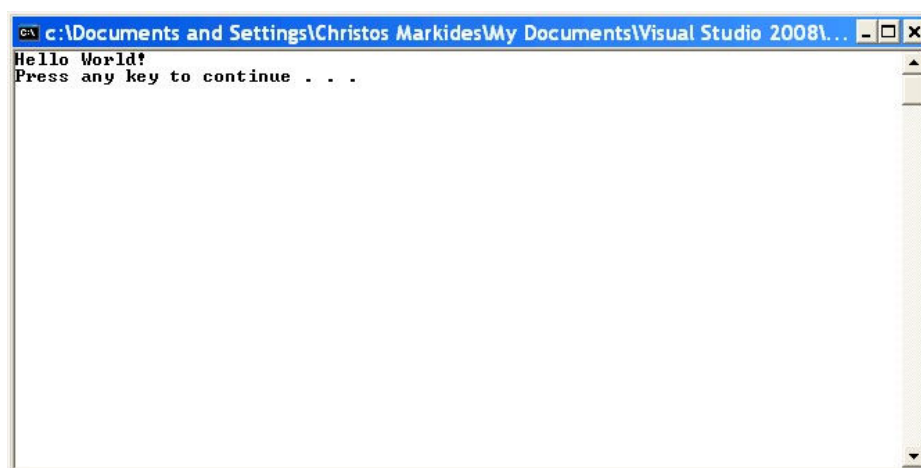 c:\Documents and Settings\Christos Markides\My Documents\Visual Studio 2008\...
Hello World!
Press any key to continue . . .